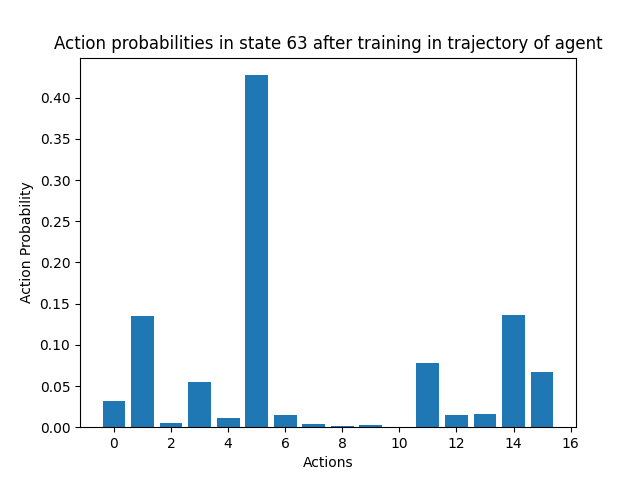 Action probabilities in state 63 after training in trajectory of agent
0.40
0.35
0.30
0.25
0.20
0.15
0.10
0.05
0.00
Action Probability
0 2 4 6 8 10 12 14 16
Actions